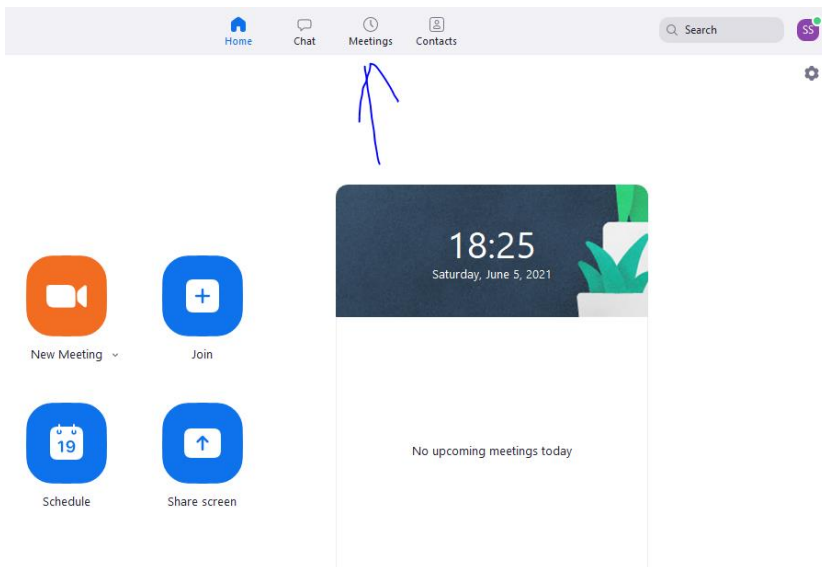 Home Chat Meetings Contacts
Search
SS
18:25
Saturday, June 5, 2021
New Meeting
Join
19
Schedule
Share screen
No upcoming meetings today